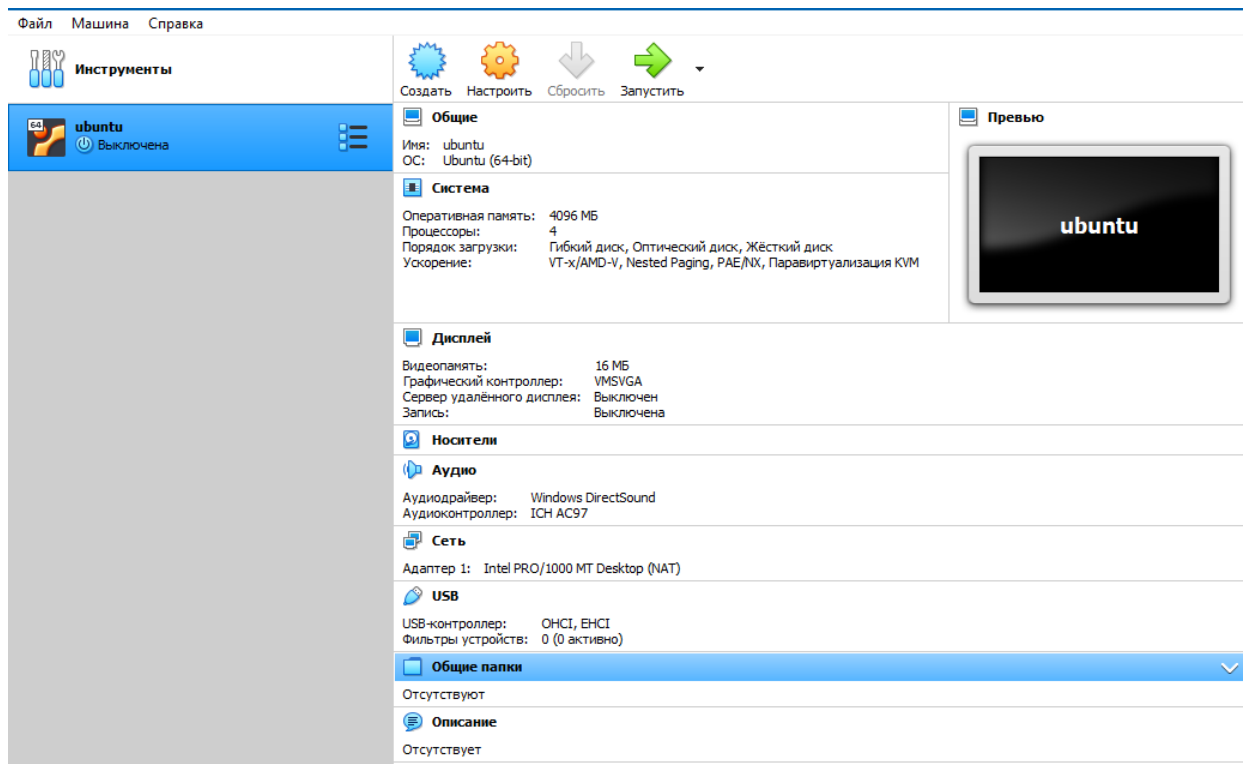 Файл Машина Справка
Инструменты
Создать Настроить Сбросить Запустить
64
ubuntu
Выключена
Общие
Имя: ubuntu
ОС: Ubuntu (64-bit)
Превью
ubuntu
Система
Оперативная память: 4096 МБ
Процессоры: 4
Порядок загрузки: Гибкий диск, Оптический диск, Жёсткий диск
Ускорение: VT-x/AMD-V, Nested Paging, PAE/NX, Паравиртуализация KVM
Дисплей
Видеопамять: 16 МБ
Графический контроллер: VMSVGA
Сервер удалённого дисплея: Выключен
Запись: Выключена
Носители
Аудио
Аудиодрайвер: Windows DirectSound
Аудиоконтроллер: ICH AC97
Сеть
Адаптер 1: Intel PRO/1000 MT Desktop (NAT)
USB
USB-контроллер: OHCI, EHCI
Фильтры устройств: 0 (0 активно)
Общие папки
Отсутствуют
Описание
Отсутствует